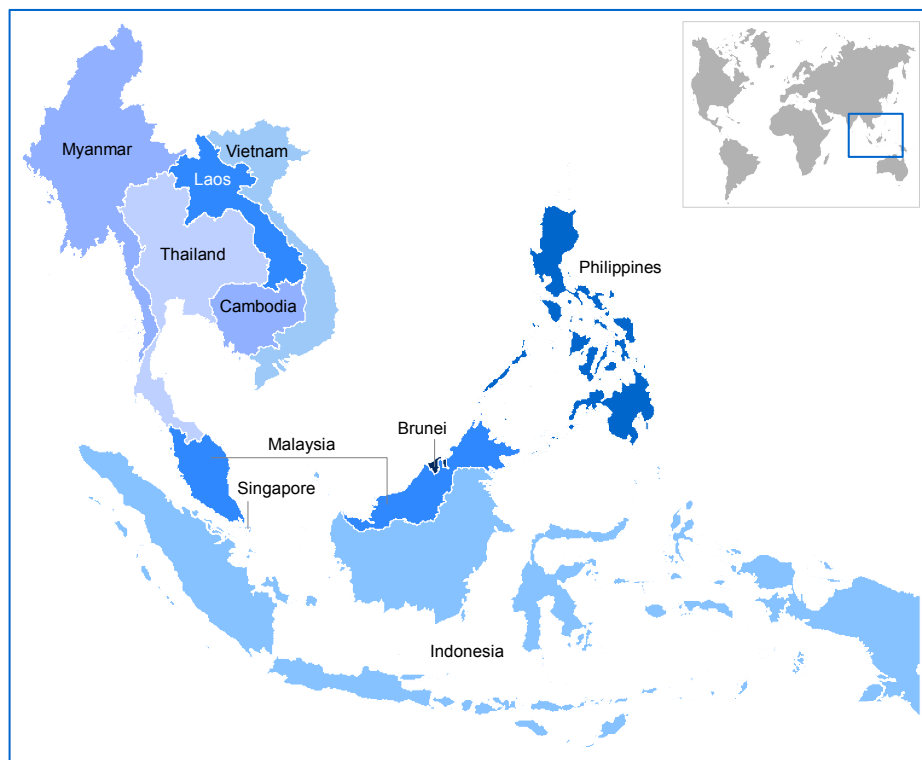 Myanmar
Vietnam
Laos
Thailand
Philippines
Cambodia
Brunei
Malaysia
Singapore
Indonesia